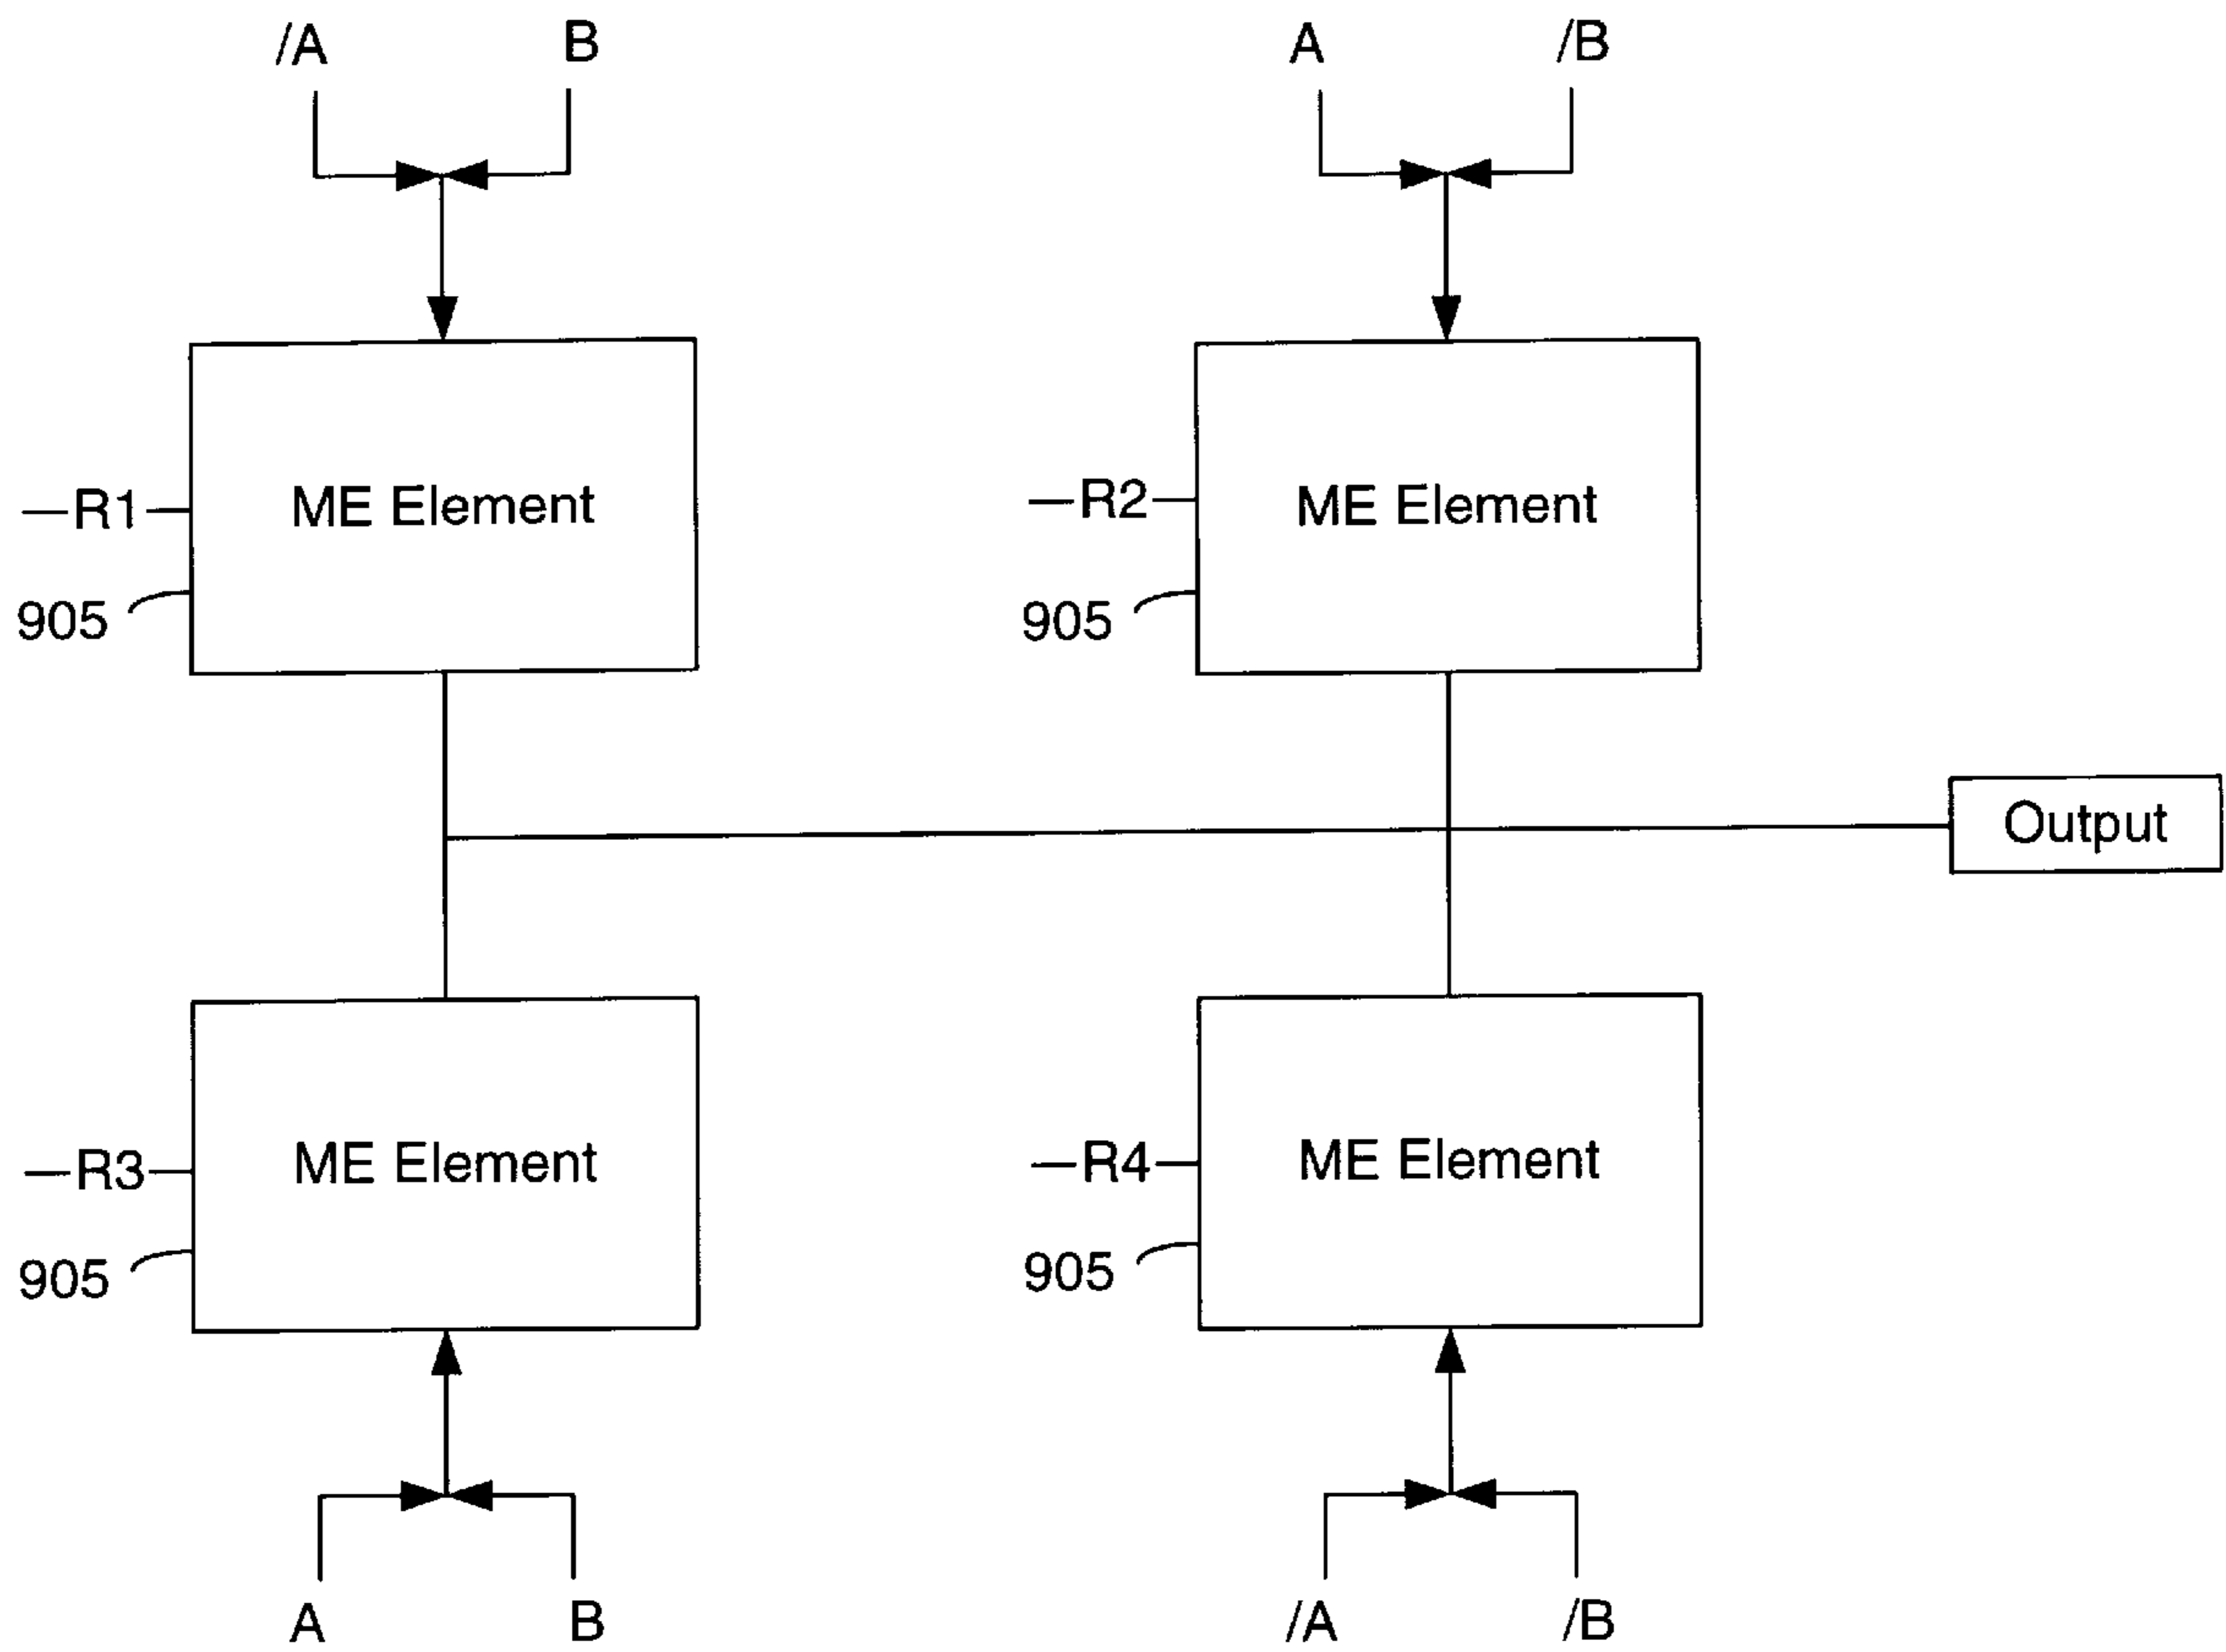 /A B A /B
R1 ME Element R2 ME Element
905 905
Output
R3 ME Element R4 ME Element
905 905
A B /A /B